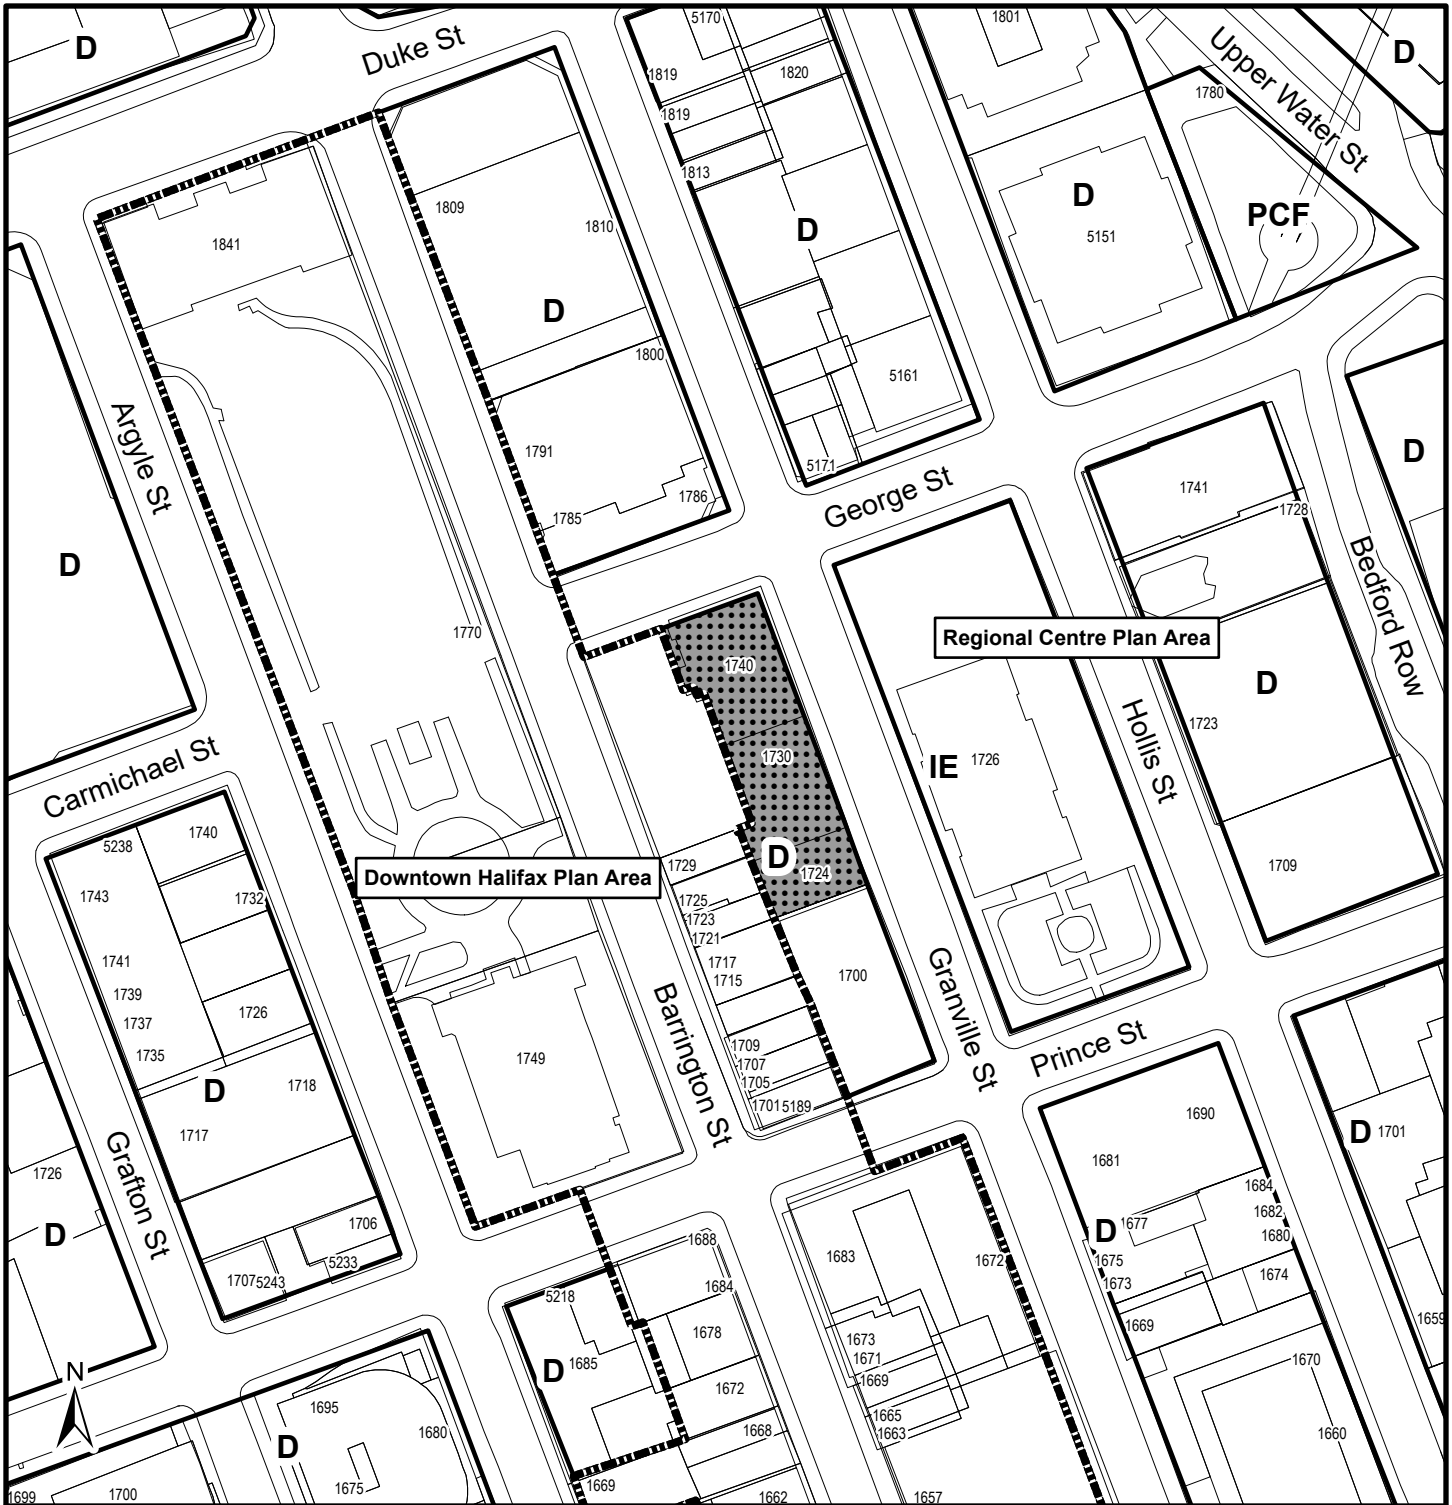 D
Duke St
5170
1801
Upper Water St
D
1819
1820
1780
1819
1813
D
1809
1810
D
D
PCF
5151
1841
D
1800
5161
Argyle St
1791
5171
1786
1785
George St
1741
1728
D
D
Bedford Row
1770
Regional Centre Plan Area
1740
D
1723
Hollis St
1730
IE
1726
Carmichael St
D
1724
Downtown Halifax Plan Area
1740
5238
1743
1732
1729
1725
1723
1721
1717
1715
1709
1700
1741
1739
1737
1735
1726
Granville St
Barrington St
1709
1707
1705
1701
5189
Prince St
1749
D
1718
1717
1690
1681
D
1701
Grafton St
1726
D
1706
5233
1707
5243
1688
1683
1672
1684
1682
1680
D
1677
1675
1673
1674
5218
1684
1678
D
1685
1673
1671
1669
1669
1659
1672
1670
N
1695
1680
D
1665
1663
1668
1660
1675
1669
1699
1700
1662
1657